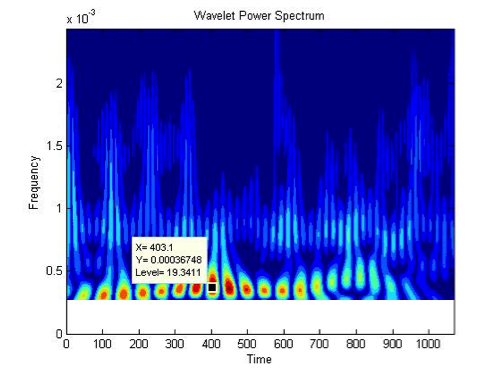 Wavelet Power Spectrum
x 10⁻³
2
1.5
1
0.5
0
Frequency
X= 403.1
Y= 0.00036748
Level= 19.3411
0 100 200 300 400 500 600 700 800 900 1000
Time